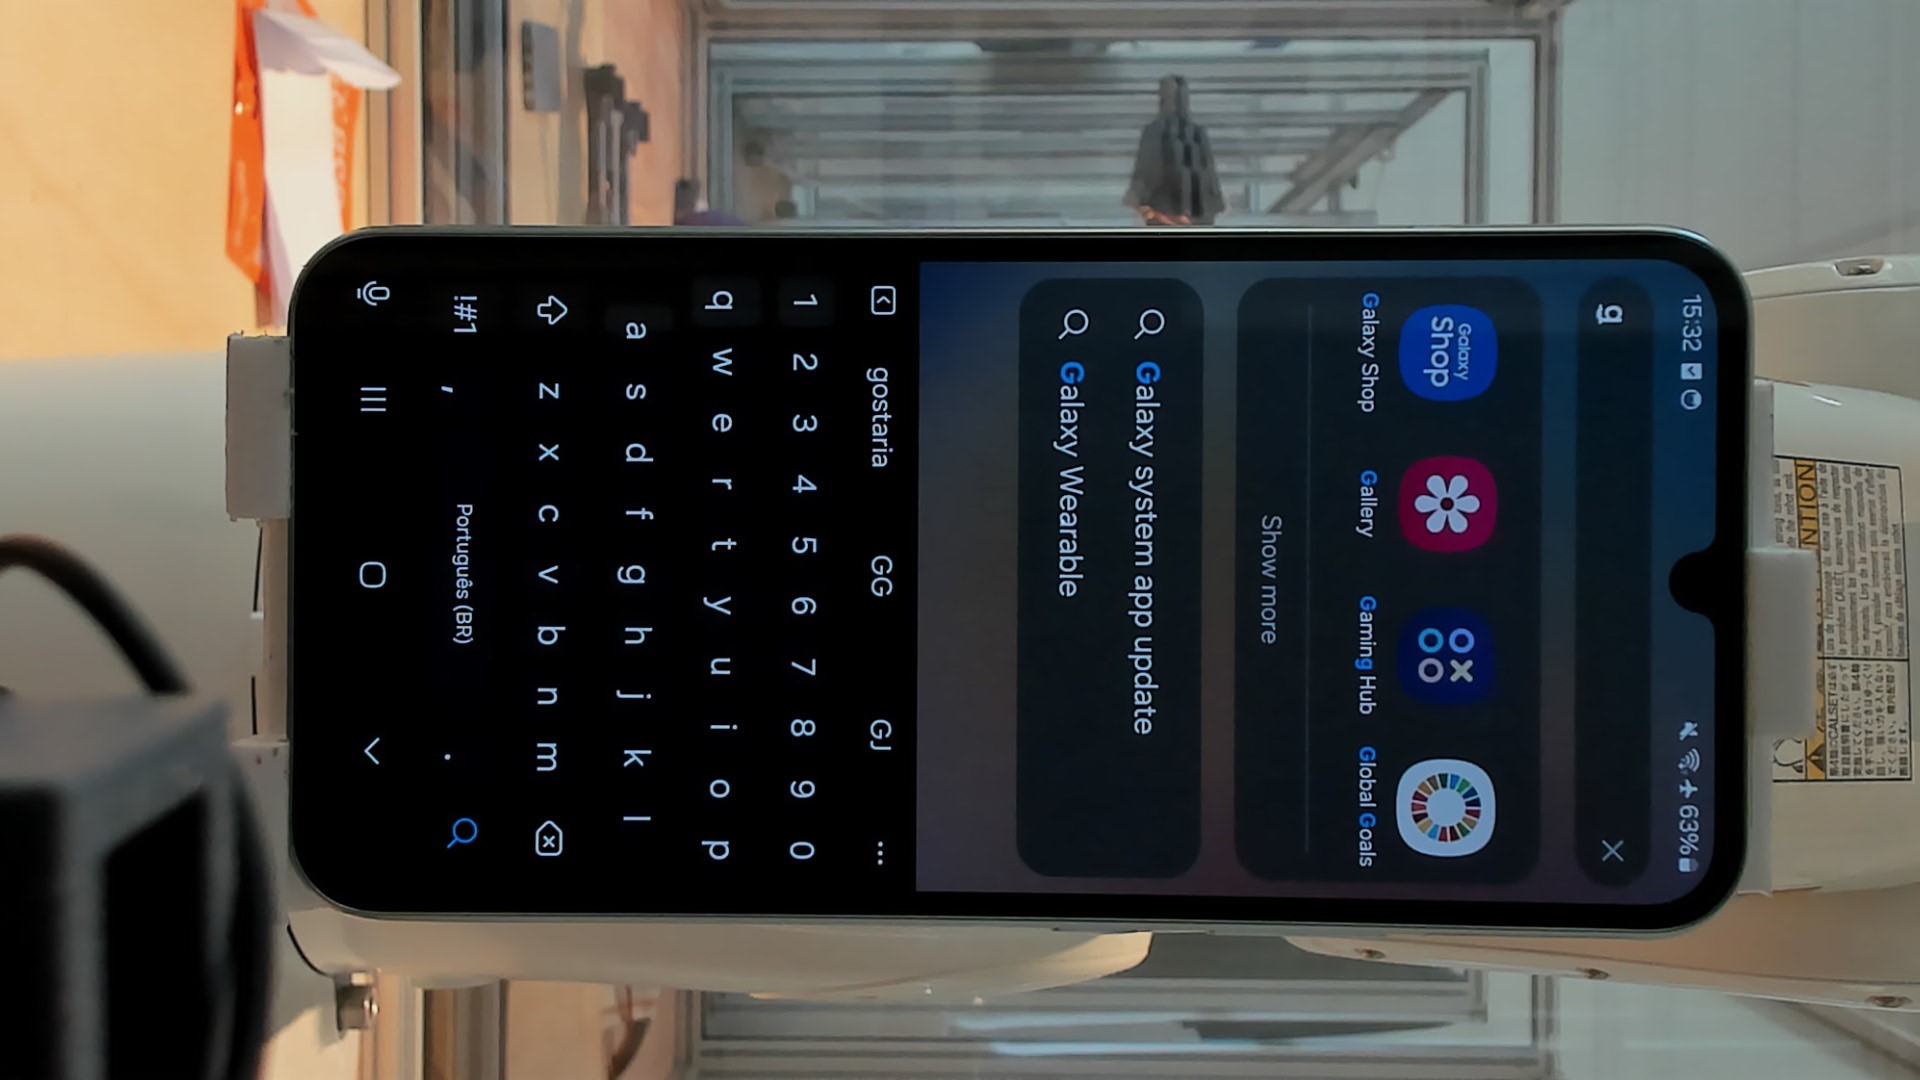 15:32 63%
g
Galaxy Shop
Galaxy Shop Gallery Gaming Hub Global Goals
Show more
Galaxy system app update
Galaxy Wearable
gostaria GG GJ
1 2 3 4 5 6 7 8 9 0
q w e r t y u i o p
a s d f g h j k l
z x c v b n m
!#1 , Português (BR) .